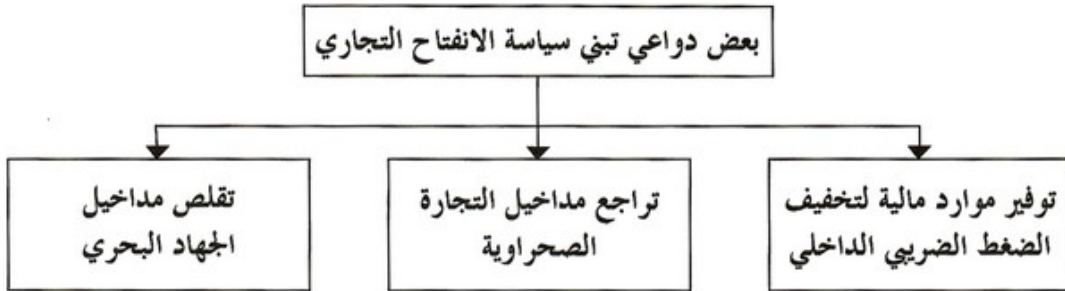 بعض دواعي تبني سياسة الانفتاح التجاري
توفير موارد مالية لتخفيف
الضغط الضريبي الداخلي
تراجع مداخيل التجارة
الصحراوية
تقلص مداخيل
الجهاد البحري